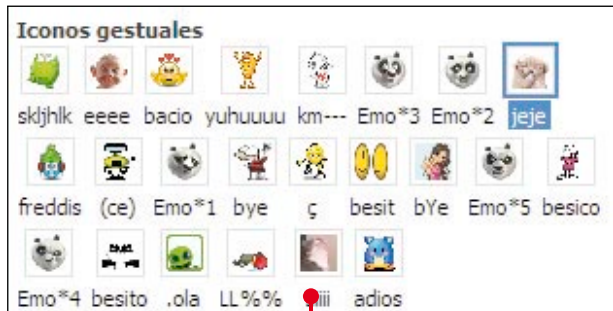 Iconos gestuales
skljhlk eeee bacio yuhuuuu km--- Emo*3 Emo*2 jeje
freddis (ce) Emo*1 bye ç besit bYe Emo*5 besico
Emo*4 besito .ola LL%% adios